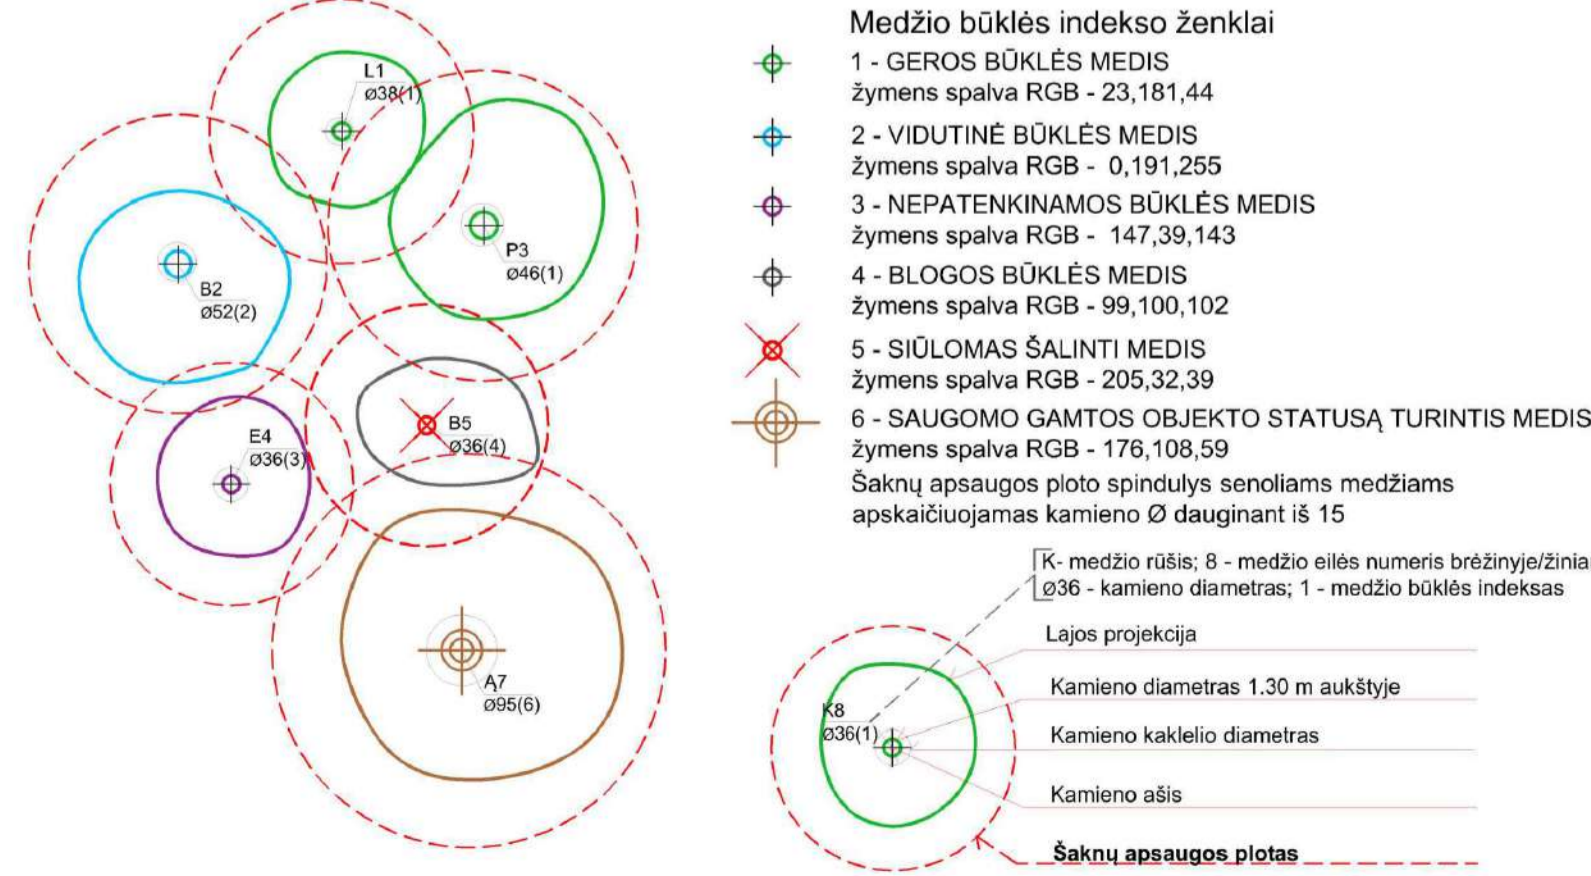 L1
Ø38(1)
P3
Ø46(1)
B2
Ø52(2)
E4
Ø36(3)
B5
Ø36(4)
Ą7
Ø95(6)
Medžio būklės indekso ženklai
1 - GEROS BŪKLĖS MEDIS
žymens spalva RGB - 23,181,44
2 - VIDUTINĖ BŪKLĖS MEDIS
žymens spalva RGB - 0,191,255
3 - NEPATENKINAMOS BŪKLĖS MEDIS
žymens spalva RGB - 147,39,143
4 - BLOGOS BŪKLĖS MEDIS
žymens spalva RGB - 99,100,102
5 - SIŪLOMAS ŠALINTI MEDIS
žymens spalva RGB - 205,32,39
6 - SAUGOMO GAMTOS OBJEKTO STATUSĄ TURINTIS MEDIS
žymens spalva RGB - 176,108,59
Šaknų apsaugos ploto spindulys senoliams medžiams
apskaičiuojamas kamieno Ø dauginant iš 15
K- medžio rūšis; 8 - medžio eilės numeris brėžinyje/žinia
Ø36 - kamieno diametras; 1 - medžio būklės indeksas
Lajos projekcija
Kamieno diametras 1.30 m aukštyje
K8
Ø36(1)
Kamieno kaklelio diametras
Kamieno ašis
Šaknų apsaugos plotas